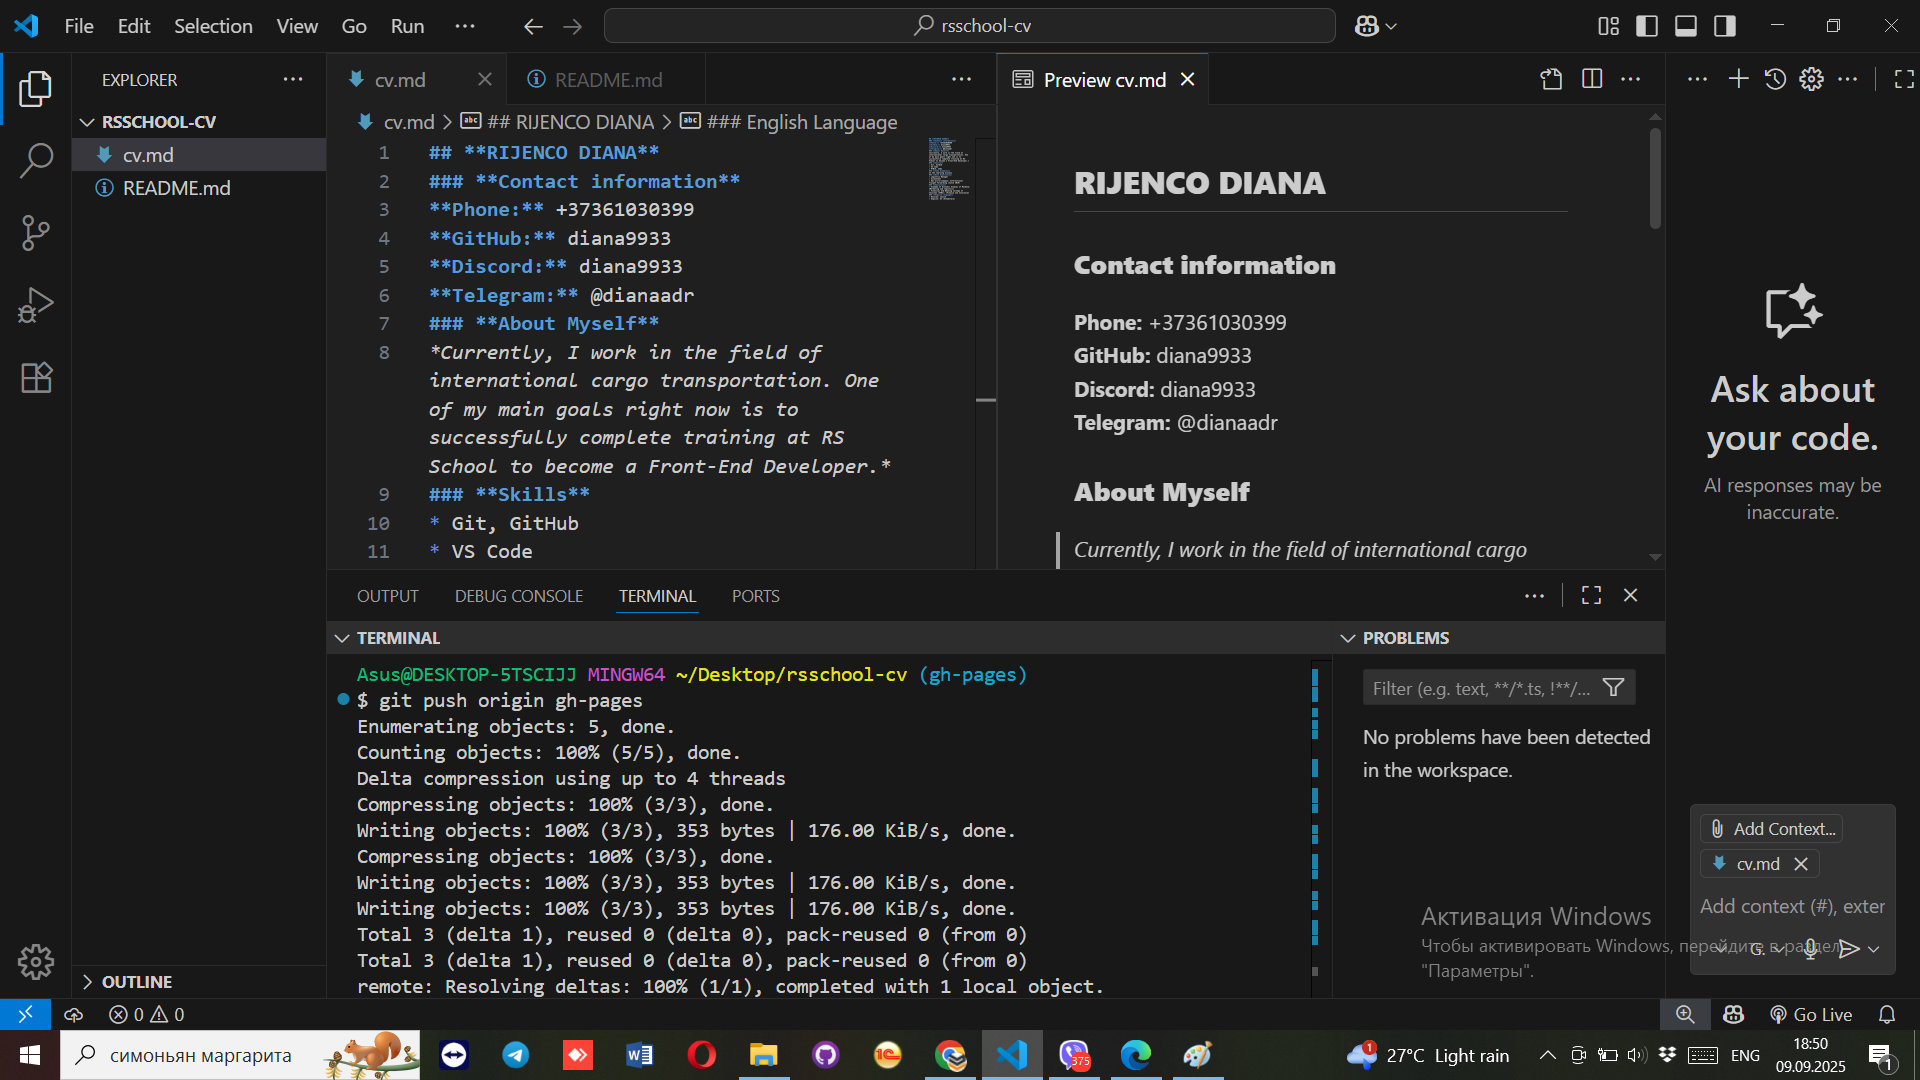 File Edit Selection View Go Run ···
rsschool-cv
EXPLORER
RSSCHOOL-CV
cv.md
README.md
OUTLINE
cv.md
README.md
cv.md > ## RIJENCO DIANA > ### English Language
1 ## **RIJENCO DIANA**
2 ### **Contact information**
3 **Phone:** +37361030399
4 **GitHub:** diana9933
5 **Discord:** diana9933
6 **Telegram:** @dianaadr
7 ### **About Myself**
8 *Currently, I work in the field of
international cargo transportation. One
of my main goals right now is to
successfully complete training at RS
School to become a Front-End Developer.*
9 ### **Skills**
10 * Git, GitHub
11 * VS Code
Preview cv.md
RIJENCO DIANA
Contact information
Phone: +37361030399
GitHub: diana9933
Discord: diana9933
Telegram: @dianaadr
About Myself
Currently, I work in the field of international cargo
Ask about
your code.
AI responses may be
inaccurate.
OUTPUT DEBUG CONSOLE TERMINAL PORTS
TERMINAL
Asus@DESKTOP-5TSCIJJ MINGW64 ~/Desktop/rsschool-cv (gh-pages)
$ git push origin gh-pages
Enumerating objects: 5, done.
Counting objects: 100% (5/5), done.
Delta compression using up to 4 threads
Compressing objects: 100% (3/3), done.
Writing objects: 100% (3/3), 353 bytes | 176.00 KiB/s, done.
Compressing objects: 100% (3/3), done.
Writing objects: 100% (3/3), 353 bytes | 176.00 KiB/s, done.
Writing objects: 100% (3/3), 353 bytes | 176.00 KiB/s, done.
Total 3 (delta 1), reused 0 (delta 0), pack-reused 0 (from 0)
Total 3 (delta 1), reused 0 (delta 0), pack-reused 0 (from 0)
remote: Resolving deltas: 100% (1/1), completed with 1 local object.
PROBLEMS
Filter (e.g. text, **/*.ts, !**/...
No problems have been detected
in the workspace.
Add Context...
cv.md
Add context (#), exter
G.
Активация Windows
Чтобы активировать Windows, перейдите в раздел
"Параметры".
0 0
Go Live
симоньян маргарита
375
1
27°C Light rain
ENG
18:50
09.09.2025
1